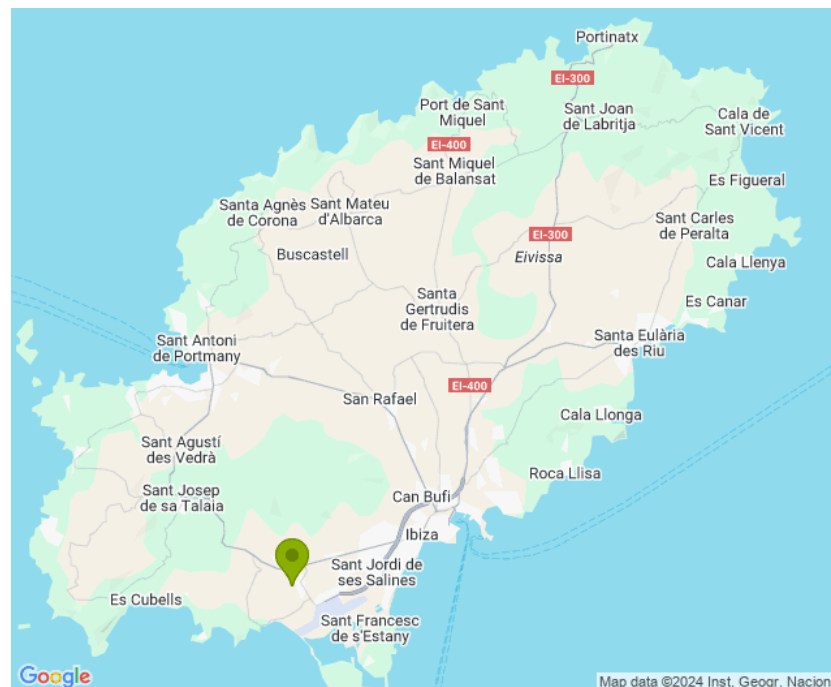 Portinatx
EI-300
Port de Sant
Miquel
Sant Joan
de Labritja
Cala de
Sant Vicent
EI-400
Sant Miquel
de Balansat
Es Figueral
Santa Agnès
de Corona
Sant Mateu
d'Albarca
Sant Carles
de Peralta
EI-300
Buscastell
Eivissa
Cala Llenya
Santa
Gertrudis
de Fruitera
Es Canar
Sant Antoni
de Portmany
Santa Eulària
des Riu
EI-400
San Rafael
Cala Llonga
Sant Agustí
des Vedrà
Roca Llisa
Sant Josep
de sa Talaia
Can Bufi
Ibiza
Sant Jordi de
ses Salines
Es Cubells
Sant Francesc
de s'Estany
Google
Map data ©2024 Inst. Geogr. Nacion